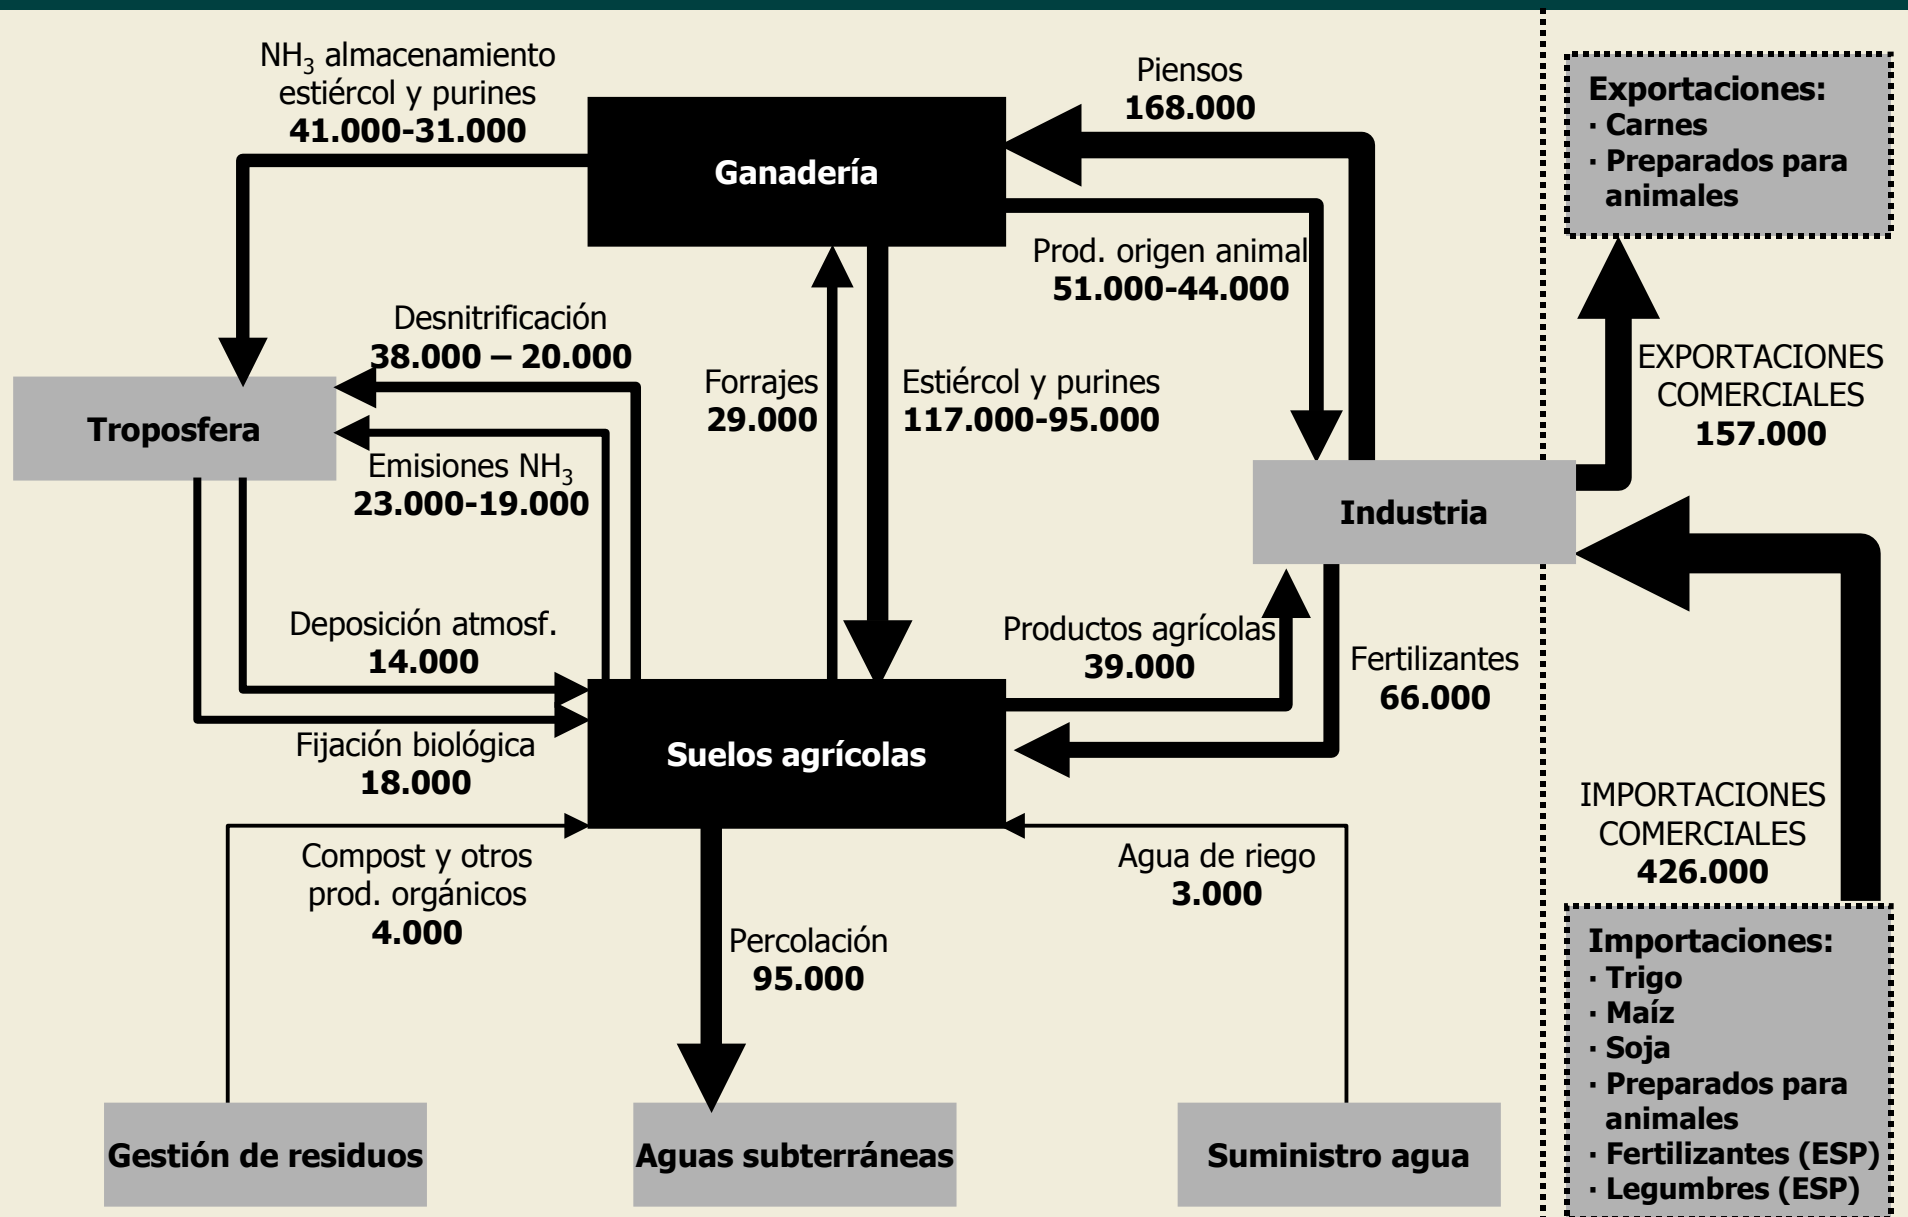 NH₃ almacenamiento
estiércol y purines
41.000-31.000
Ganadería
Piensos
168.000
Exportaciones:
· Carnes
· Preparados para
animales
Prod. origen animal
51.000-44.000
Desnitrificación
38.000 – 20.000
Forrajes
29.000
Estiércol y purines
117.000-95.000
EXPORTACIONES
COMERCIALES
157.000
Troposfera
Emisiones NH₃
23.000-19.000
Industria
Deposición atmosf.
14.000
Productos agrícolas
39.000
Fertilizantes
66.000
Fijación biológica
18.000
Suelos agrícolas
IMPORTACIONES
COMERCIALES
426.000
Compost y otros
prod. orgánicos
4.000
Agua de riego
3.000
Percolación
95.000
Importaciones:
· Trigo
· Maíz
· Soja
· Preparados para
animales
· Fertilizantes (ESP)
· Legumbres (ESP)
Gestión de residuos
Aguas subterráneas
Suministro agua